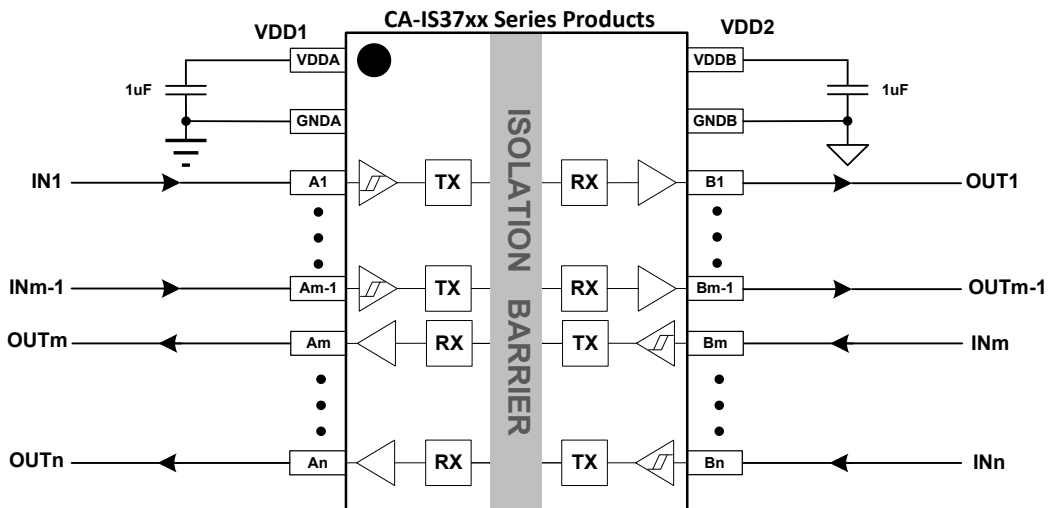 CA-IS37xx Series Products
VDD1
VDD2
VDDA
VDDB
1uF
1uF
GNDA
GNDB
ISOLATION BARRIER
IN1
A1
TX
RX
B1
OUT1
INm-1
Am-1
TX
RX
Bm-1
OUTm-1
OUTm
Am
RX
TX
Bm
INm
OUTn
An
RX
TX
Bn
INn